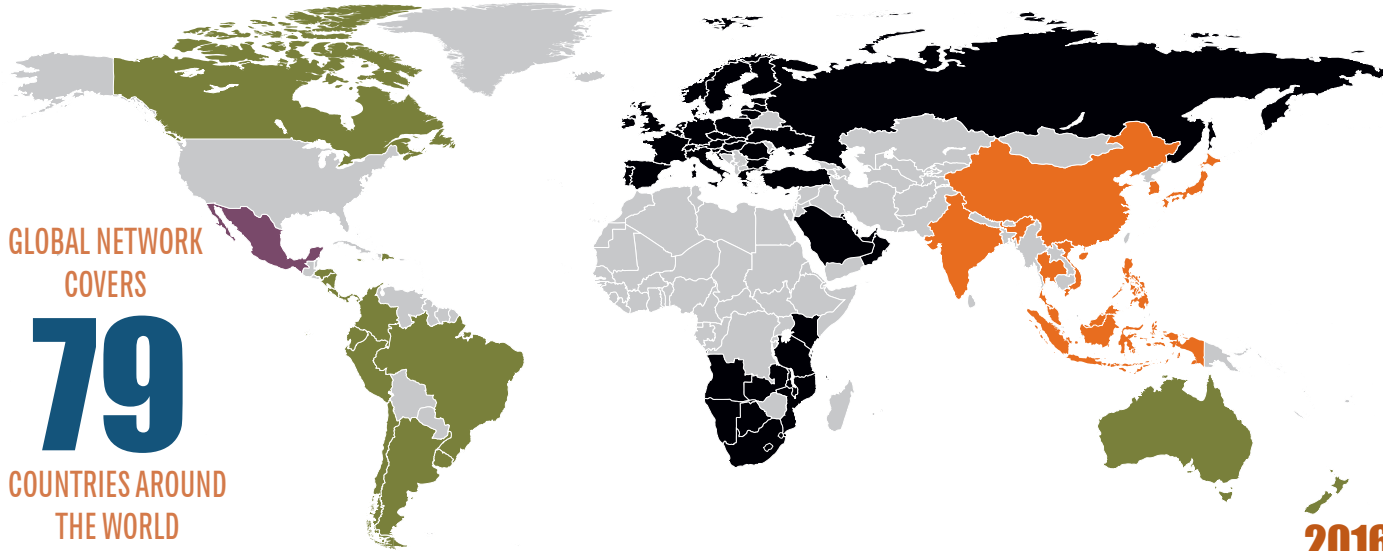 GLOBAL NETWORK
COVERS
79
COUNTRIES AROUND
THE WORLD
2016